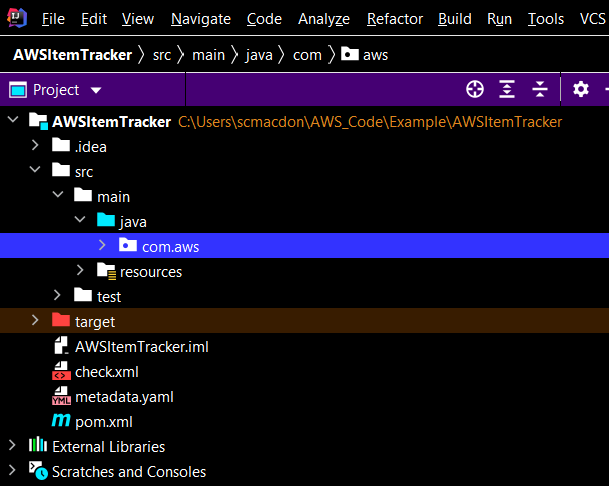 File Edit View Navigate Code Analyze Refactor Build Run Tools VCS
AWSItemTracker 〉 src 〉 main 〉 java 〉 com 〉 aws
Project
AWSItemTracker C:\Users\scmacdon\AWS_Code\Example\AWSItemTracker
.idea
src
main
java
com.aws
resources
test
target
AWSItemTracker.iml
check.xml
YML metadata.yaml
m pom.xml
External Libraries
Scratches and Consoles